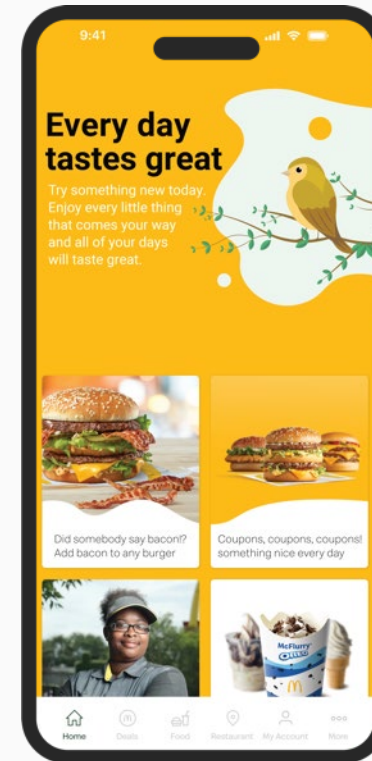 9:41
Every day
tastes great
Try something new today.
Enjoy every little thing
that comes your way
and all of your days
will taste great.
Did somebody say bacon!?
Add bacon to any burger
Coupons, coupons, coupons!
something nice every day
McFlurry
OREO
Home
Deals
Food
Restaurant
My Account
More